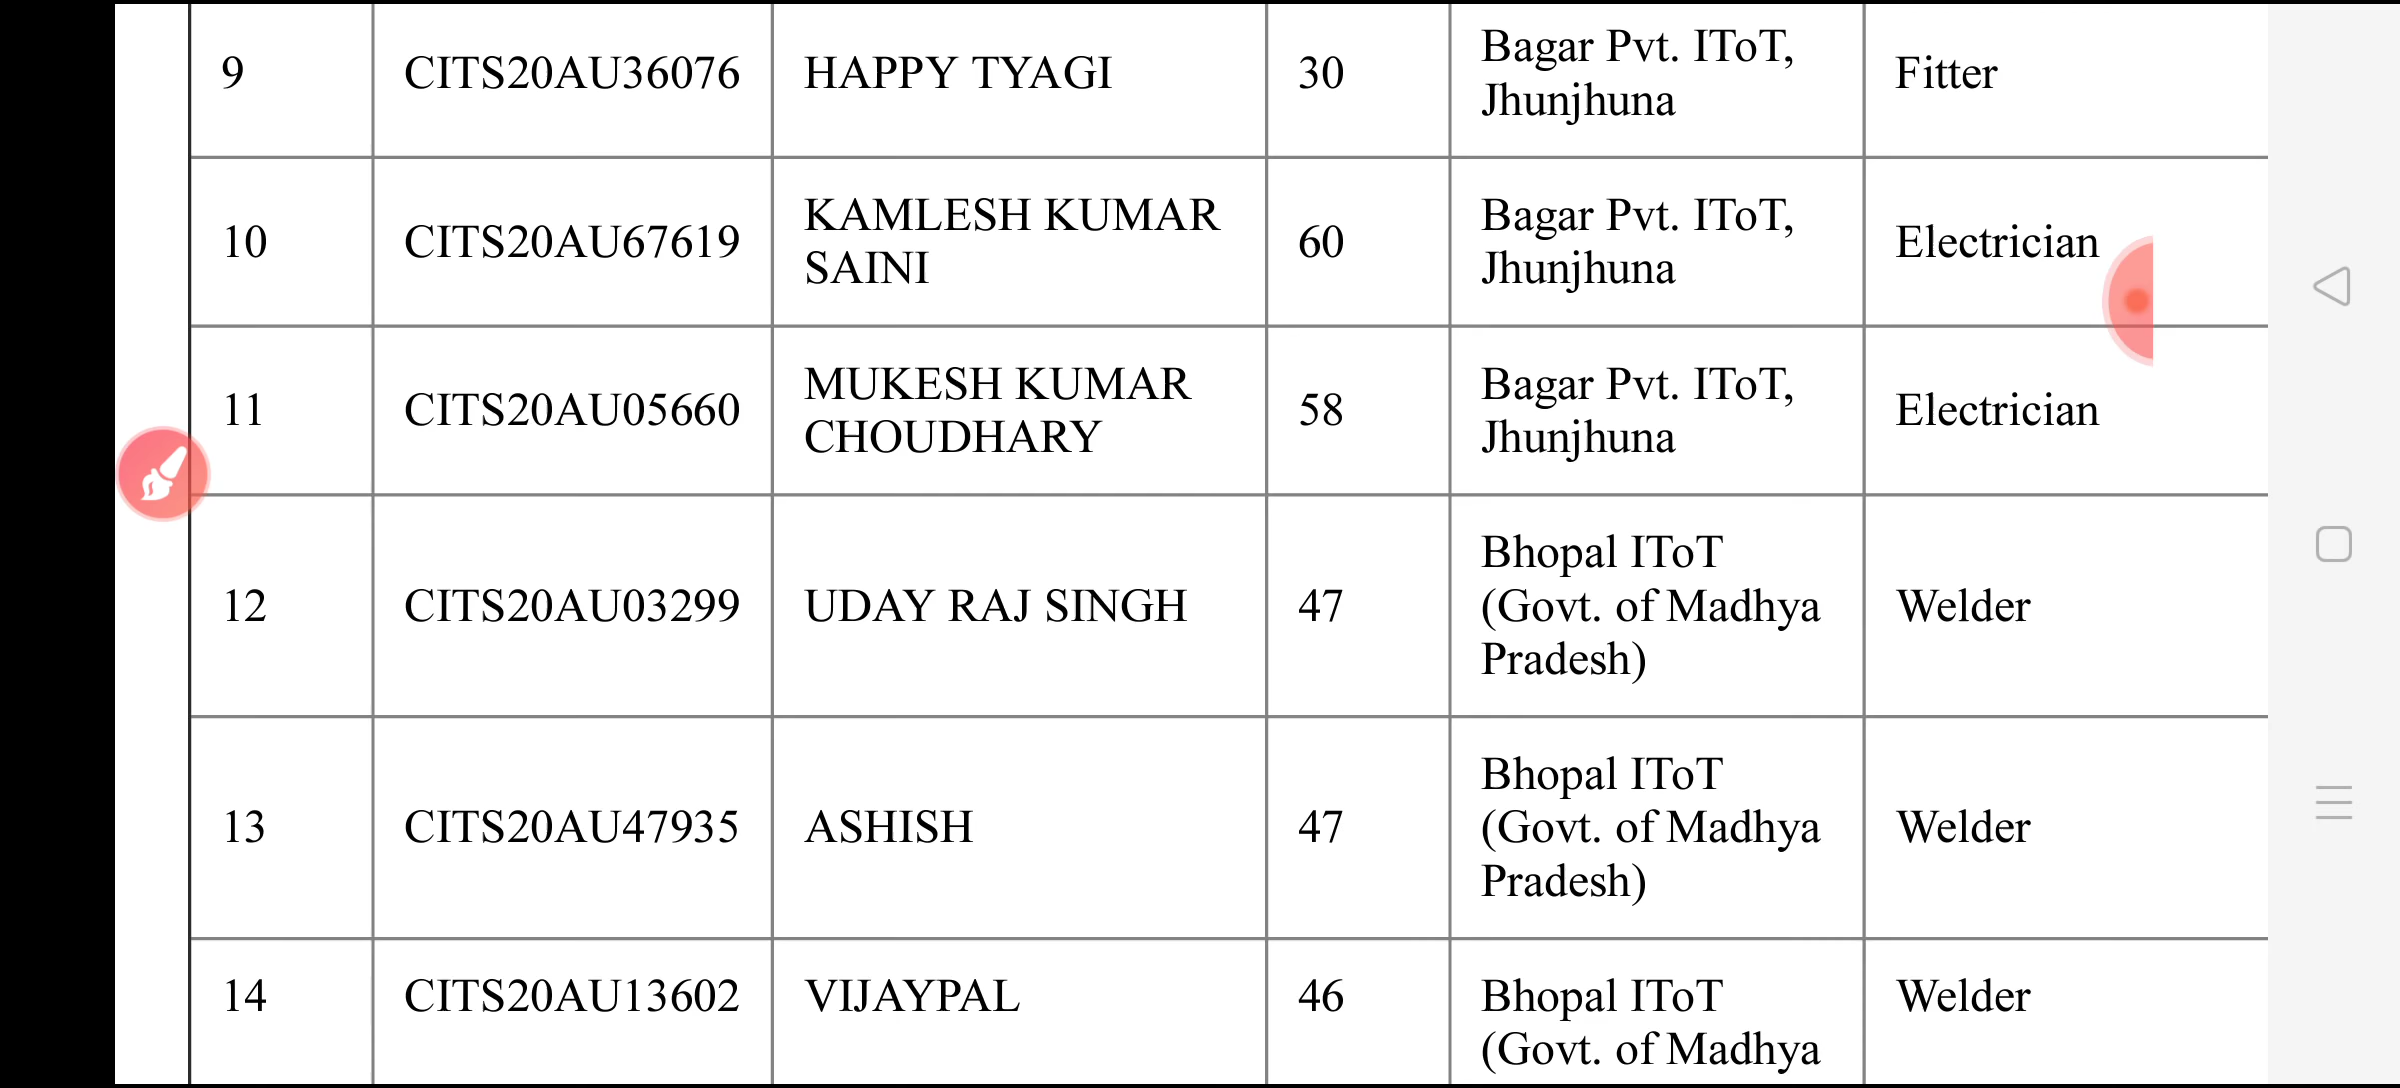 9 CITS20AU36076 HAPPY TYAGI 30 Bagar Pvt. IToT, Jhunjhuna Fitter
10 CITS20AU67619 KAMLESH KUMAR SAINI 60 Bagar Pvt. IToT, Jhunjhuna Electrician
11 CITS20AU05660 MUKESH KUMAR CHOUDHARY 58 Bagar Pvt. IToT, Jhunjhuna Electrician
12 CITS20AU03299 UDAY RAJ SINGH 47 Bhopal IToT (Govt. of Madhya Pradesh) Welder
13 CITS20AU47935 ASHISH 47 Bhopal IToT (Govt. of Madhya Pradesh) Welder
14 CITS20AU13602 VIJAYPAL 46 Bhopal IToT (Govt. of Madhya Welder